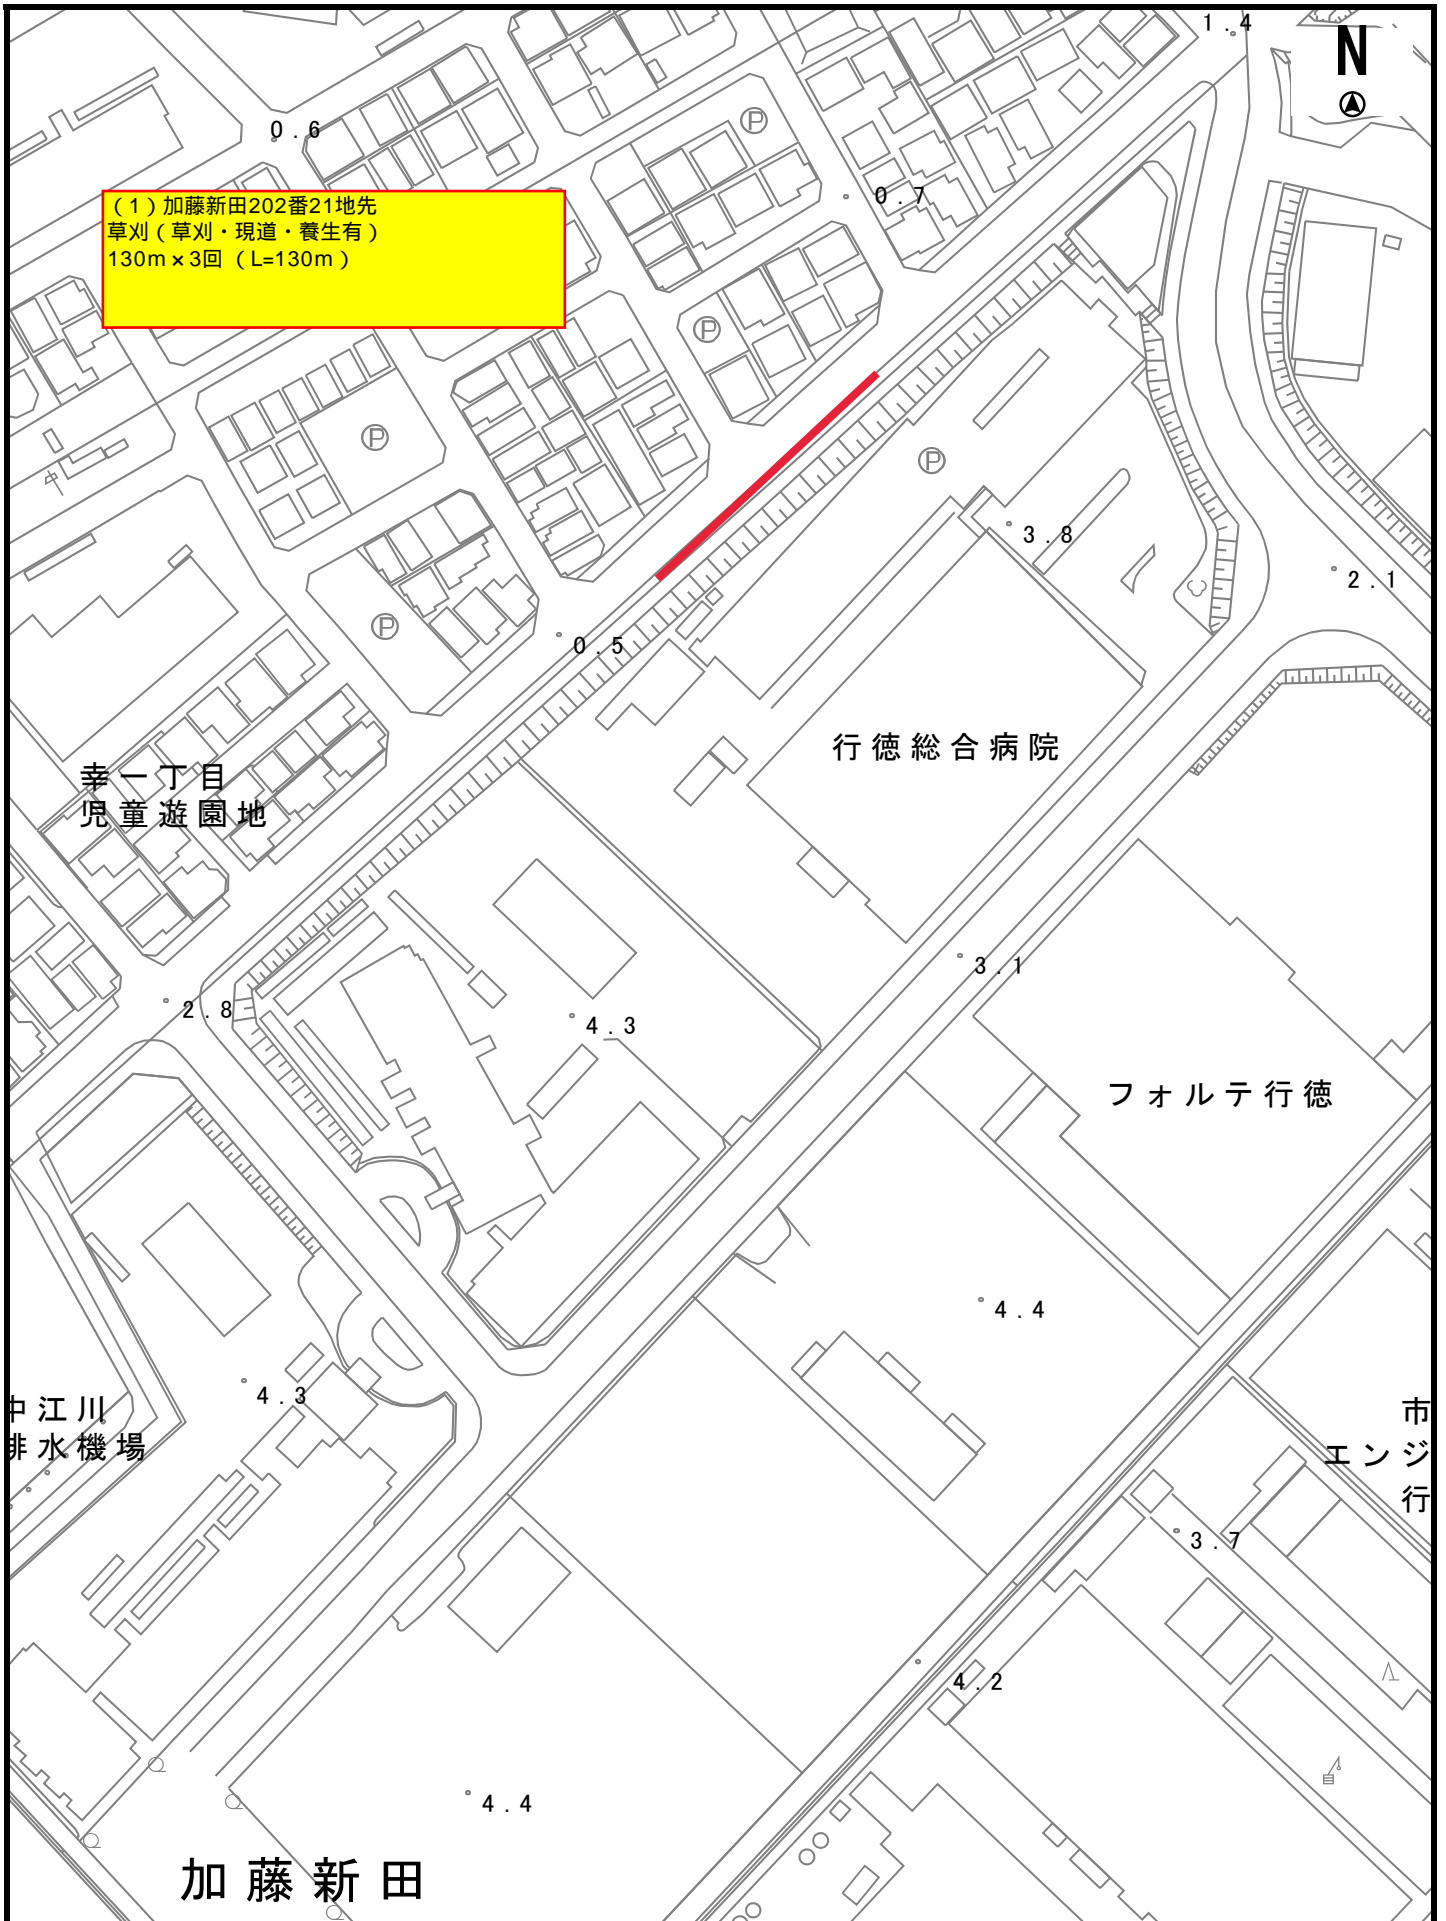 1.4
N
0.6
Ⓟ
0.7
(1)加藤新田202番21地先
草刈(草刈・現道・養生有)
130m×3回 (L=130m)
Ⓟ
Ⓟ
Ⓟ
3.8
2.1
Ⓟ
0.5
行徳総合病院
幸一丁目
児童遊園地
3.1
2.8
4.3
フォルテ行徳
4.4
4.3
中江川
排水機場
市
エンジ
行
3.7
4.2
4.4
加藤新田